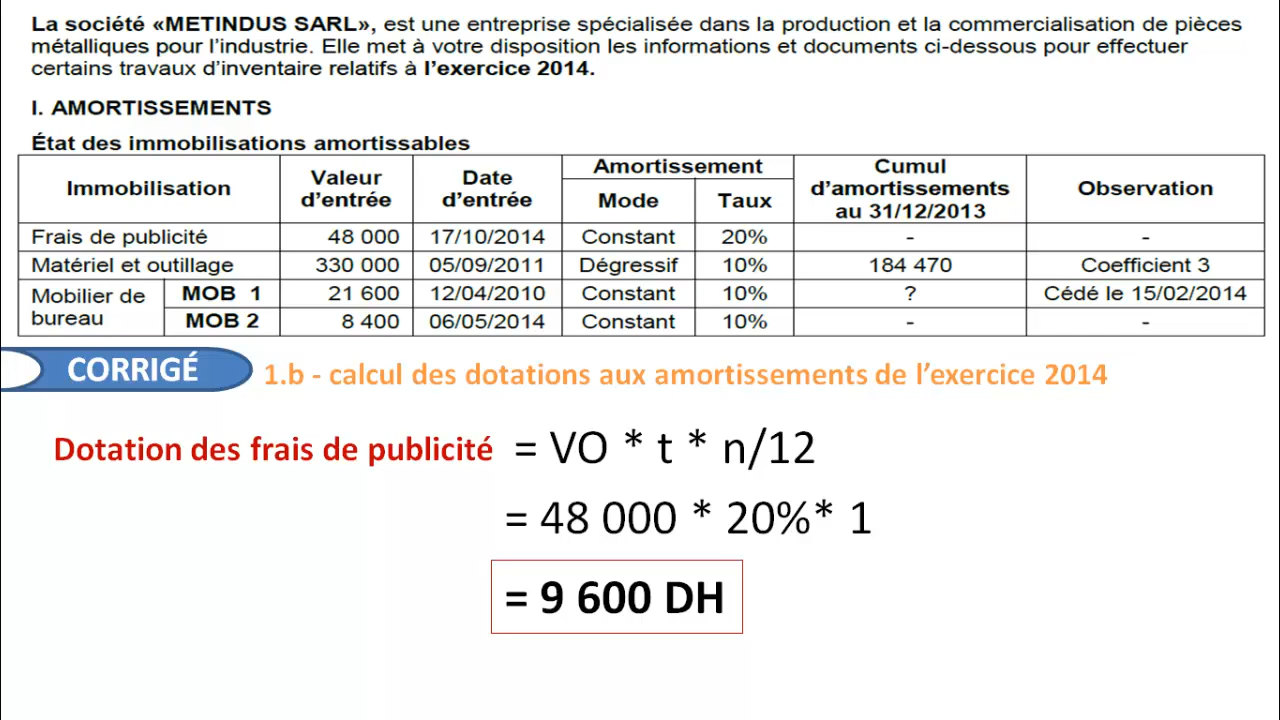 La société «METINDUS SARL», est une entreprise spécialisée dans la production et la commercialisation de pièces
métalliques pour l'industrie. Elle met à votre disposition les informations et documents ci-dessous pour effectuer
certains travaux d'inventaire relatifs à l'exercice 2014.
I. AMORTISSEMENTS
État des immobilisations amortissables
Immobilisation Valeur d'entrée Date d'entrée Amortissement Mode Taux Cumul d'amortissements au 31/12/2013 Observation
Frais de publicité 48 000 17/10/2014 Constant 20% - -
Matériel et outillage 330 000 05/09/2011 Dégressif 10% 184 470 Coefficient 3
Mobilier de bureau MOB 1 21 600 12/04/2010 Constant 10% ? Cédé le 15/02/2014
MOB 2 8 400 06/05/2014 Constant 10% - -
CORRIGÉ 1.b - calcul des dotations aux amortissements de l'exercice 2014
Dotation des frais de publicité = VO * t * n/12
= 48 000 * 20%* 1
= 9 600 DH